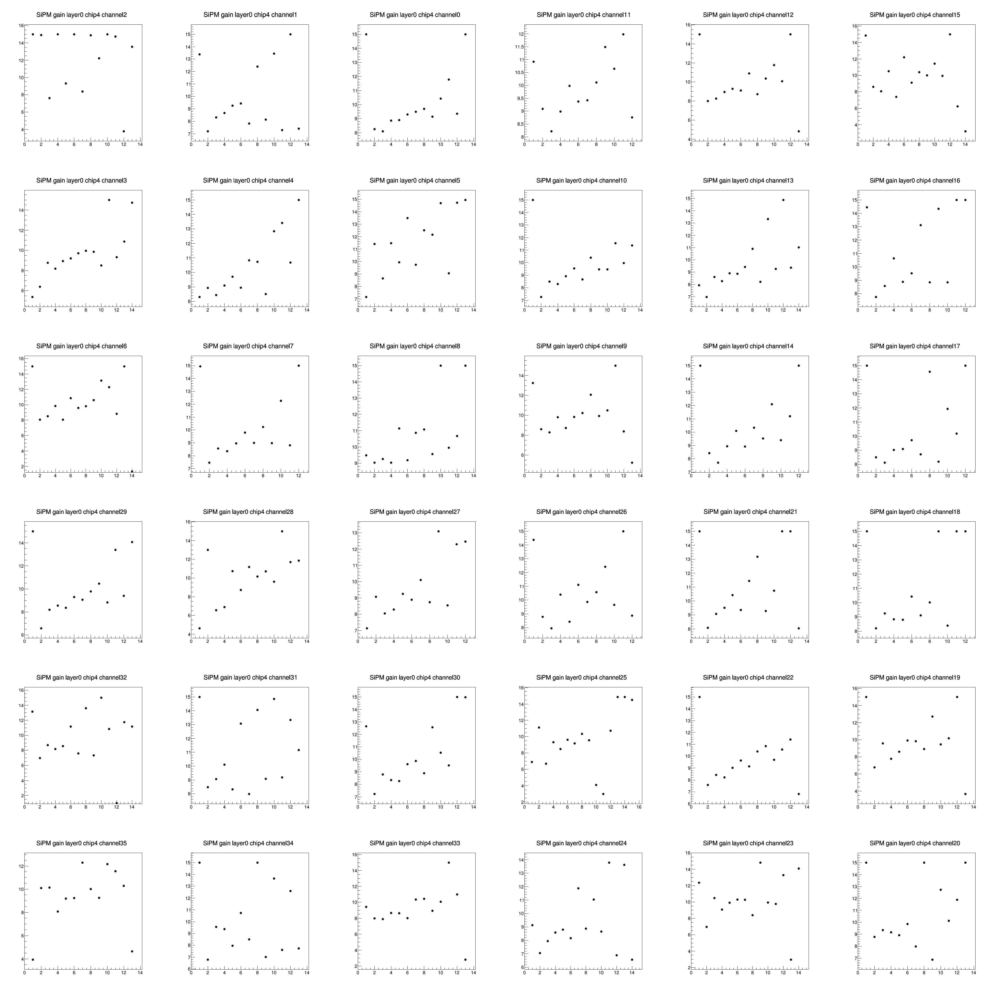 SiPM gain layer0 chip4 channel2
SiPM gain layer0 chip4 channel1
SiPM gain layer0 chip4 channel0
SiPM gain layer0 chip4 channel11
SiPM gain layer0 chip4 channel12
SiPM gain layer0 chip4 channel15
SiPM gain layer0 chip4 channel3
SiPM gain layer0 chip4 channel4
SiPM gain layer0 chip4 channel5
SiPM gain layer0 chip4 channel10
SiPM gain layer0 chip4 channel13
SiPM gain layer0 chip4 channel16
SiPM gain layer0 chip4 channel6
SiPM gain layer0 chip4 channel7
SiPM gain layer0 chip4 channel8
SiPM gain layer0 chip4 channel9
SiPM gain layer0 chip4 channel14
SiPM gain layer0 chip4 channel17
SiPM gain layer0 chip4 channel29
SiPM gain layer0 chip4 channel28
SiPM gain layer0 chip4 channel27
SiPM gain layer0 chip4 channel26
SiPM gain layer0 chip4 channel21
SiPM gain layer0 chip4 channel18
SiPM gain layer0 chip4 channel32
SiPM gain layer0 chip4 channel31
SiPM gain layer0 chip4 channel30
SiPM gain layer0 chip4 channel25
SiPM gain layer0 chip4 channel22
SiPM gain layer0 chip4 channel19
SiPM gain layer0 chip4 channel35
SiPM gain layer0 chip4 channel34
SiPM gain layer0 chip4 channel33
SiPM gain layer0 chip4 channel24
SiPM gain layer0 chip4 channel23
SiPM gain layer0 chip4 channel20